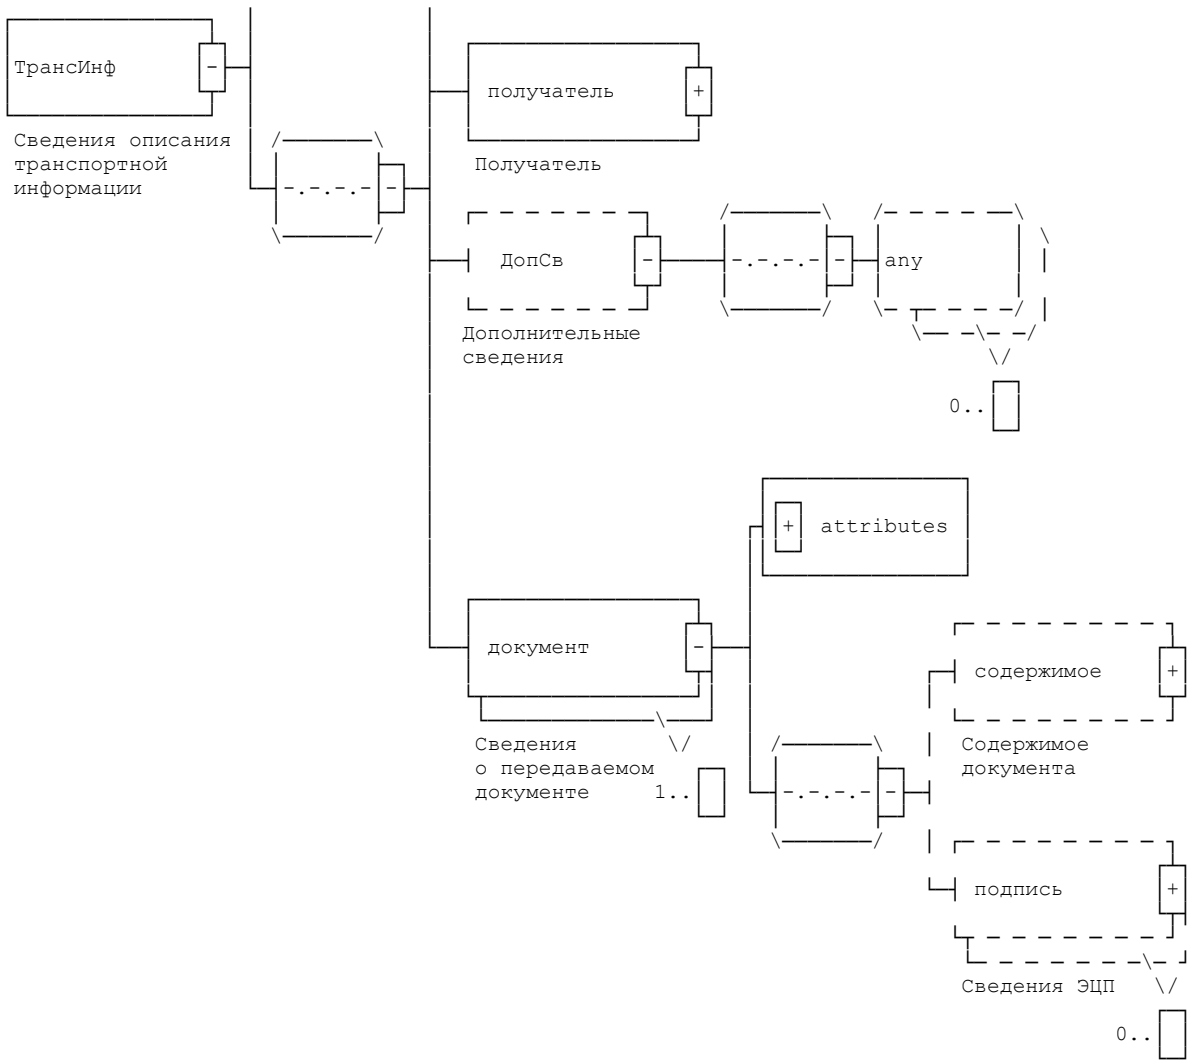 ТрансИнф
-
получатель
+
Сведения описания
транспортной
информации
Получатель
-.-.-.-
-
ДопСв
-
-.-.-.-
-
any
Дополнительные
сведения
0..
+ attributes
документ
-
содержимое
+
Сведения
о передаваемом
документе
1..
Содержимое
документа
-.-.-.-
-
подпись
+
Сведения ЭЦП
0..